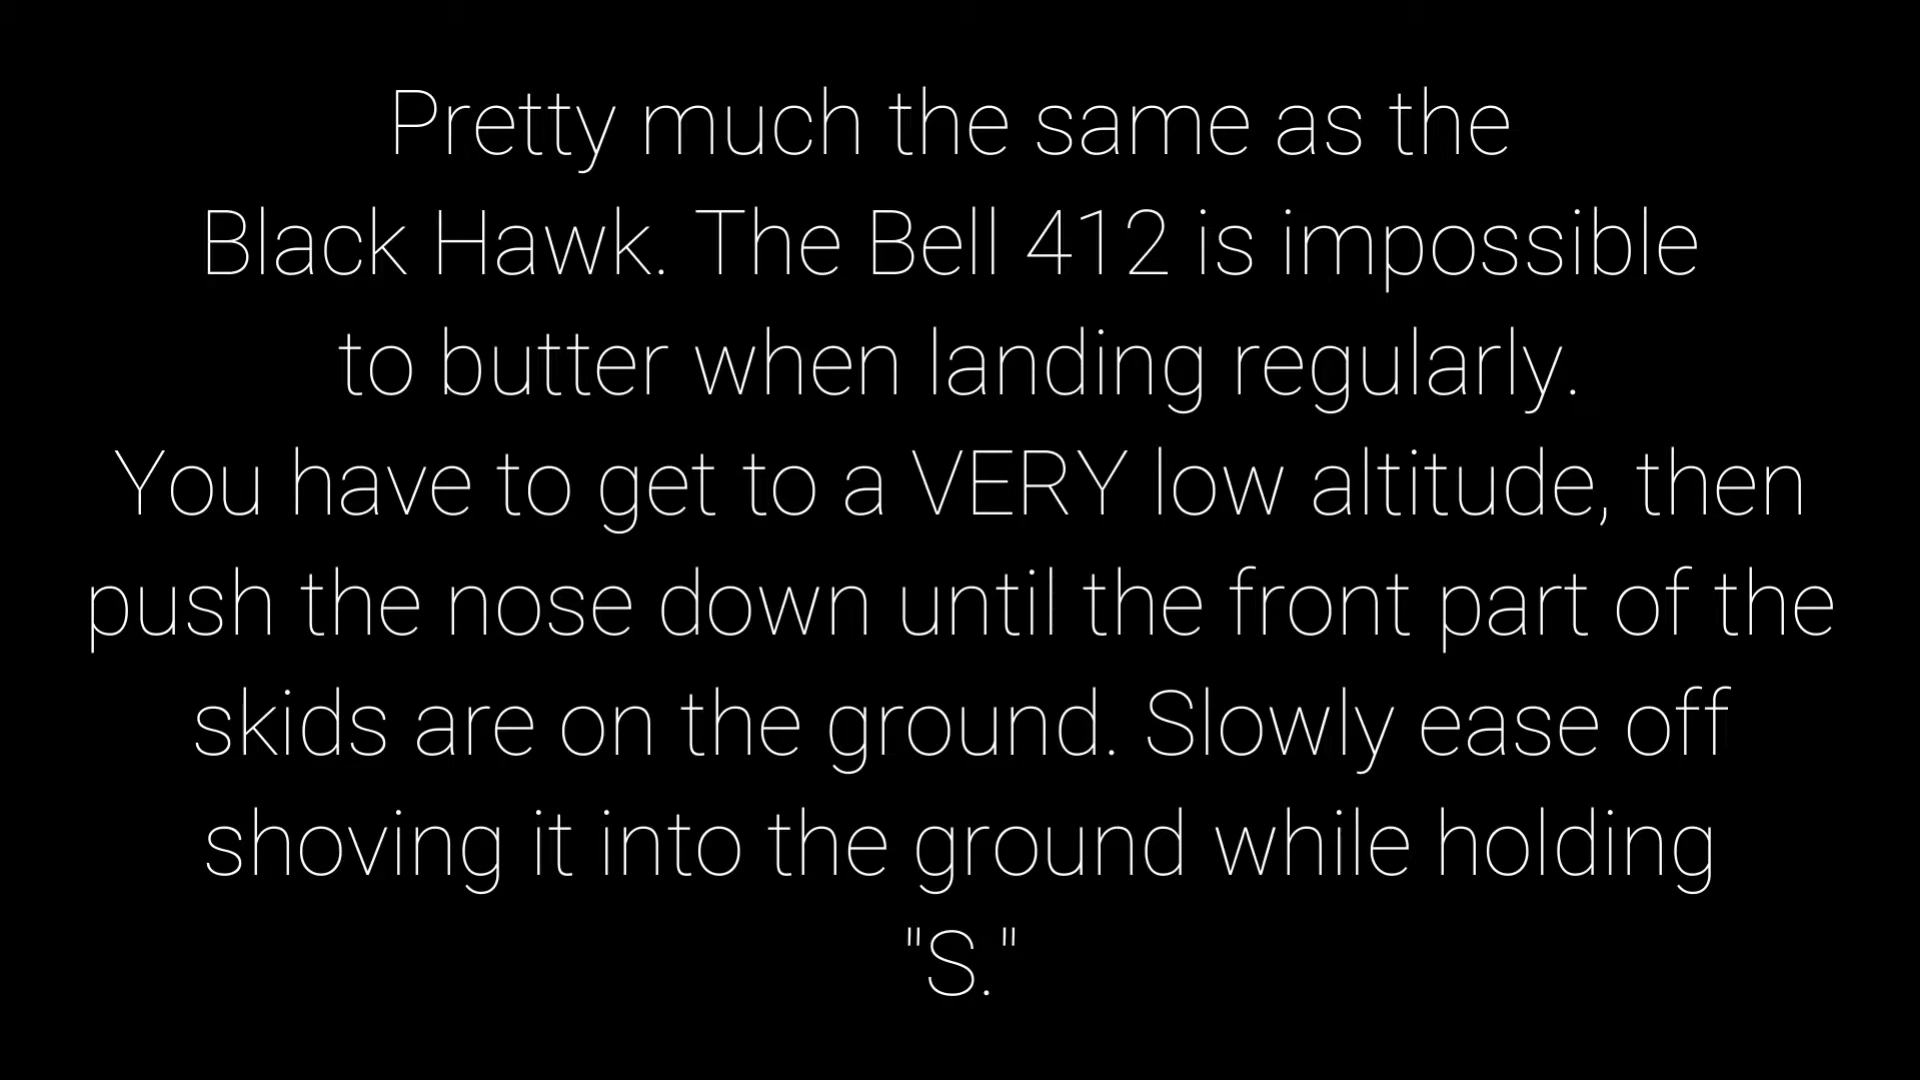 Pretty much the same as the
Black Hawk. The Bell 412 is impossible
to butter when landing regularly.
You have to get to a VERY low altitude, then
push the nose down until the front part of the
skids are on the ground. Slowly ease off
shoving it into the ground while holding
"S."